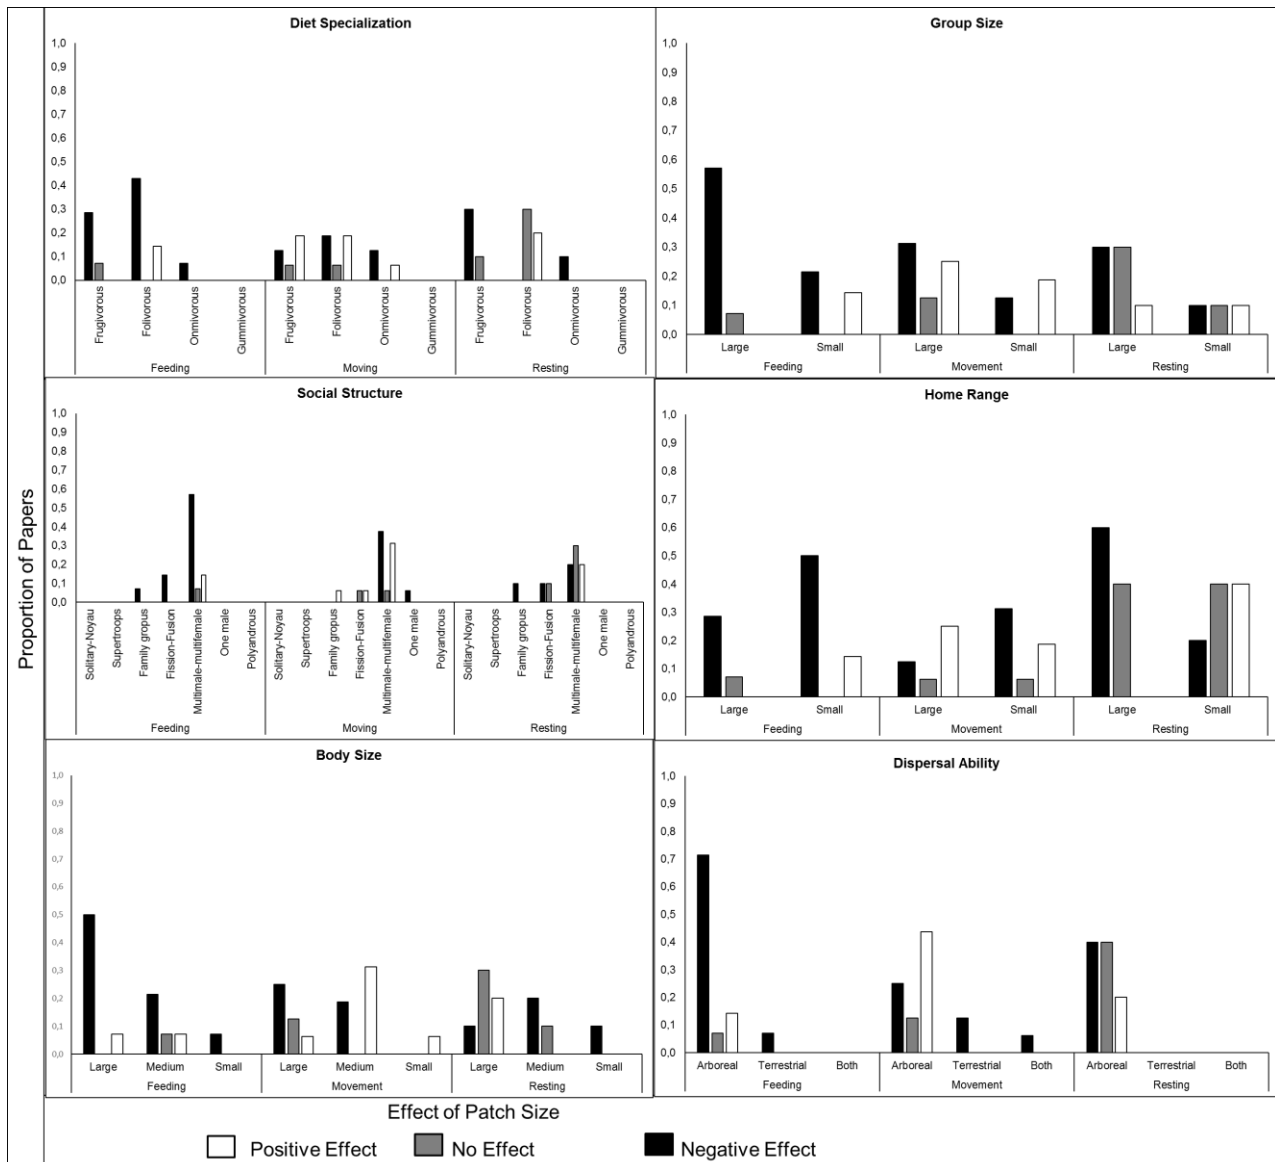 Proportion of Papers
Diet Specialization
1,0
0,9
0,8
0,7
0,6
0,5
0,4
0,3
0,2
0,1
0,0
Frugivorous
Folivorous
Onmivorous
Gummivorous
Frugivorous
Folivorous
Onmivorous
Gummivorous
Frugivorous
Folivorous
Onmivorous
Gummivorous
Feeding Moving Resting
Group Size
1,0
0,9
0,8
0,7
0,6
0,5
0,4
0,3
0,2
0,1
0,0
Large Small Large Small Large Small
Feeding Movement Resting
Social Structure
1,0
0,9
0,8
0,7
0,6
0,5
0,4
0,3
0,2
0,1
0,0
Solitary-Noyau
Supertroops
Family gropus
Fission-Fusion
Multimale-multifemale
One male
Polyandrous
Solitary-Noyau
Supertroops
Family gropus
Fission-Fusion
Multimale-multifemale
One male
Polyandrous
Solitary-Noyau
Supertroops
Family gropus
Fission-Fusion
Multimale-multifemale
One male
Polyandrous
Feeding Moving Resting
Home Range
1,0
0,9
0,8
0,7
0,6
0,5
0,4
0,3
0,2
0,1
0,0
Large Small Large Small Large Small
Feeding Movement Resting
Body Size
1,0
0,9
0,8
0,7
0,6
0,5
0,4
0,3
0,2
0,1
0,0
Large Medium Small Large Medium Small Large Medium Small
Feeding Movement Resting
Dispersal Ability
1,0
0,9
0,8
0,7
0,6
0,5
0,4
0,3
0,2
0,1
0,0
Arboreal Terrestrial Both Arboreal Terrestrial Both Arboreal Terrestrial Both
Feeding Movement Resting
Effect of Patch Size
Positive Effect No Effect Negative Effect